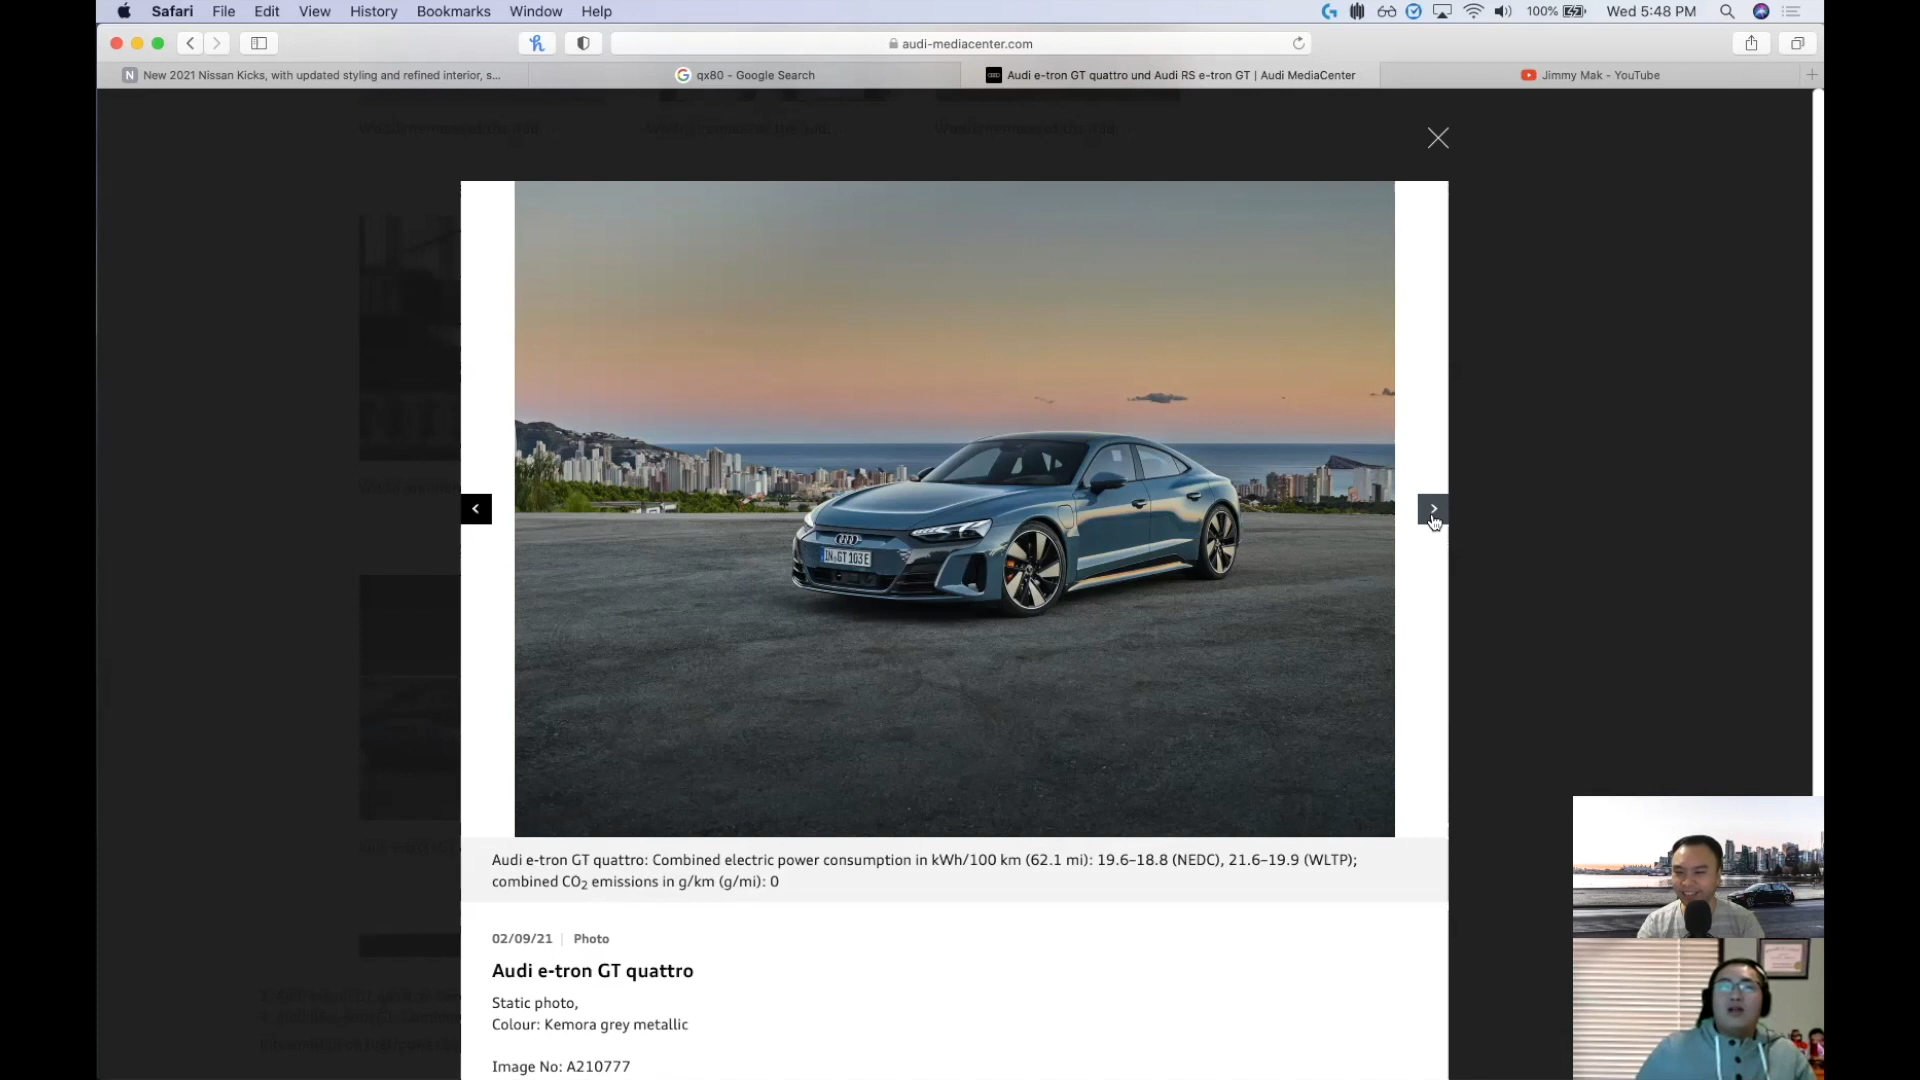 Safari File Edit View History Bookmarks Window Help 100% Wed 5:48 PM
audi-mediacenter.com
New 2021 Nissan Kicks, with updated styling and refined interior, s... qx80 - Google Search Audi e-tron GT quattro und Audi RS e-tron GT | Audi MediaCenter Jimmy Mak - YouTube
IN GT 103E
Audi e-tron GT quattro: Combined electric power consumption in kWh/100 km (62.1 mi): 19.6–18.8 (NEDC), 21.6–19.9 (WLTP);
combined CO2 emissions in g/km (g/mi): 0
02/09/21 | Photo
Audi e-tron GT quattro
Static photo,
Colour: Kemora grey metallic
Image No: A210777